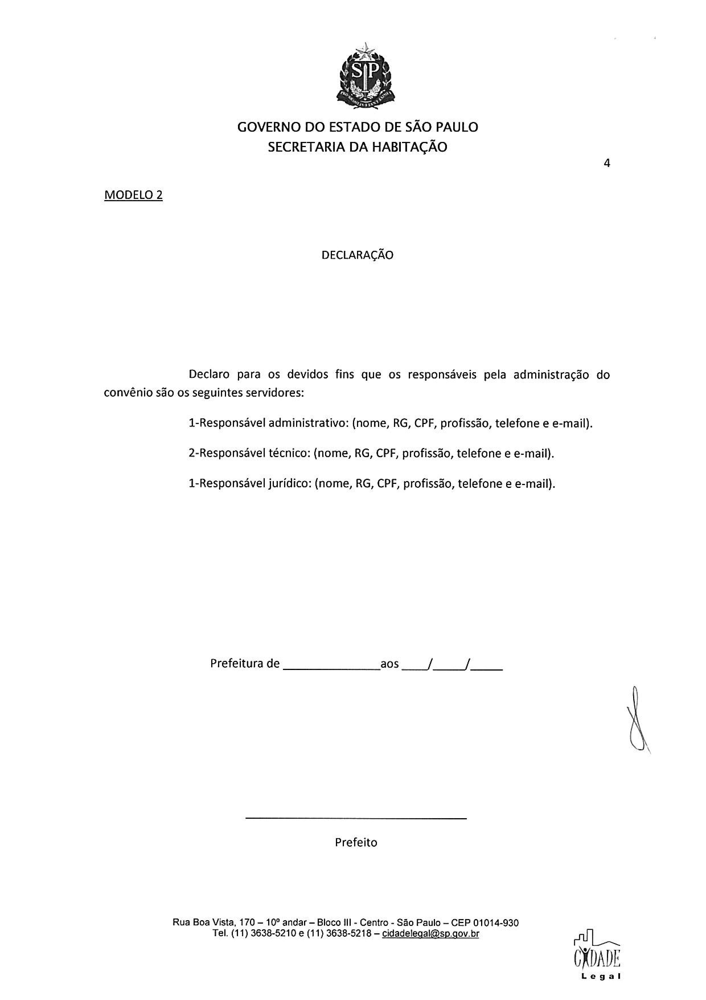 SP
GOVERNO DO ESTADO DE SÃO PAULO
SECRETARIA DA HABITAÇÃO
4
MODELO 2
DECLARAÇÃO
Declaro para os devidos fins que os responsáveis pela administração do
convênio são os seguintes servidores:
1-Responsável administrativo: (nome, RG, CPF, profissão, telefone e e-mail).
2-Responsável técnico: (nome, RG, CPF, profissão, telefone e e-mail).
1-Responsável jurídico: (nome, RG, CPF, profissão, telefone e e-mail).
Prefeitura de _______________aos ____/_____/_____
Prefeito
Rua Boa Vista, 170 – 10º andar – Bloco III - Centro - São Paulo – CEP 01014-930
Tel. (11) 3638-5210 e (11) 3638-5218 – cidadelegal@sp.gov.br
CIDADE
Legal